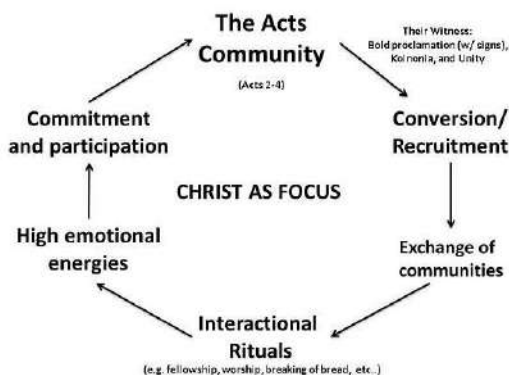 The Acts
Community
(Acts 2-4)
Their Witness:
Bold proclamation (w/ signs),
Koinonia, and Unity
Conversion/
Recruitment
Exchange of
communities
Interactional
Rituals
(e.g. fellowship, worship, breaking of bread, etc..)
High emotional
energies
Commitment
and participation
CHRIST AS FOCUS